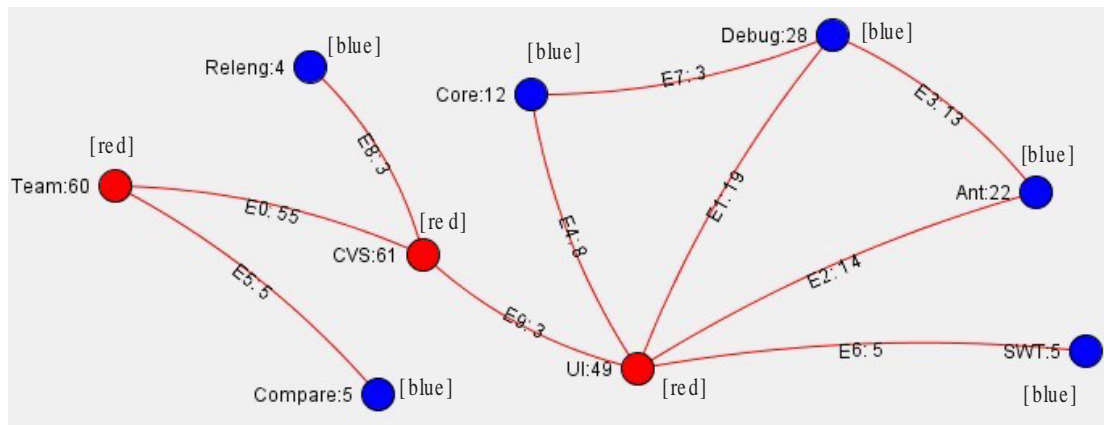 Debug:28 [blue]
[blue]
Releng:4 [blue]
Core:12
E7: 3
E3: 13
E8: 3
[red]
[blue]
Team:60
E1: 19
Ant:22
E0: 55
[red]
E4: 8
CVS:61
E2: 14
E5: 5
E9: 3
E6: 5
SWT:5
UI:49
Compare:5 [blue]
[red]
[blue]